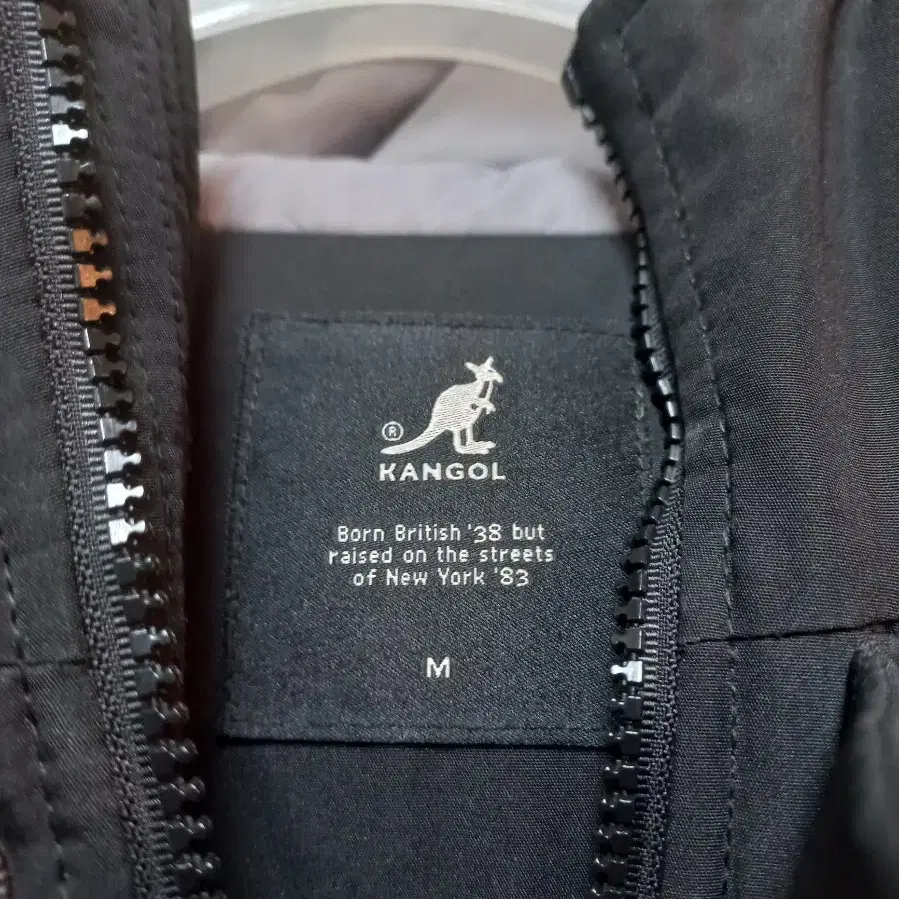 ®
KANGOL
Born British '38 but
raised on the streets
of New York '83
M